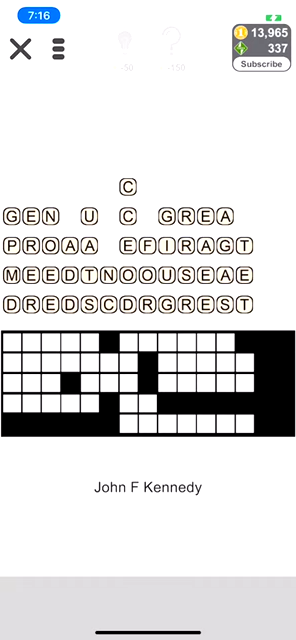 7:16
13,965
337
-50 -150
Subscribe
C
GEN U C GREA
PROAA EFIRAGT
MEEDTNOOUSEAE
DREDSCDRGREST
John F Kennedy